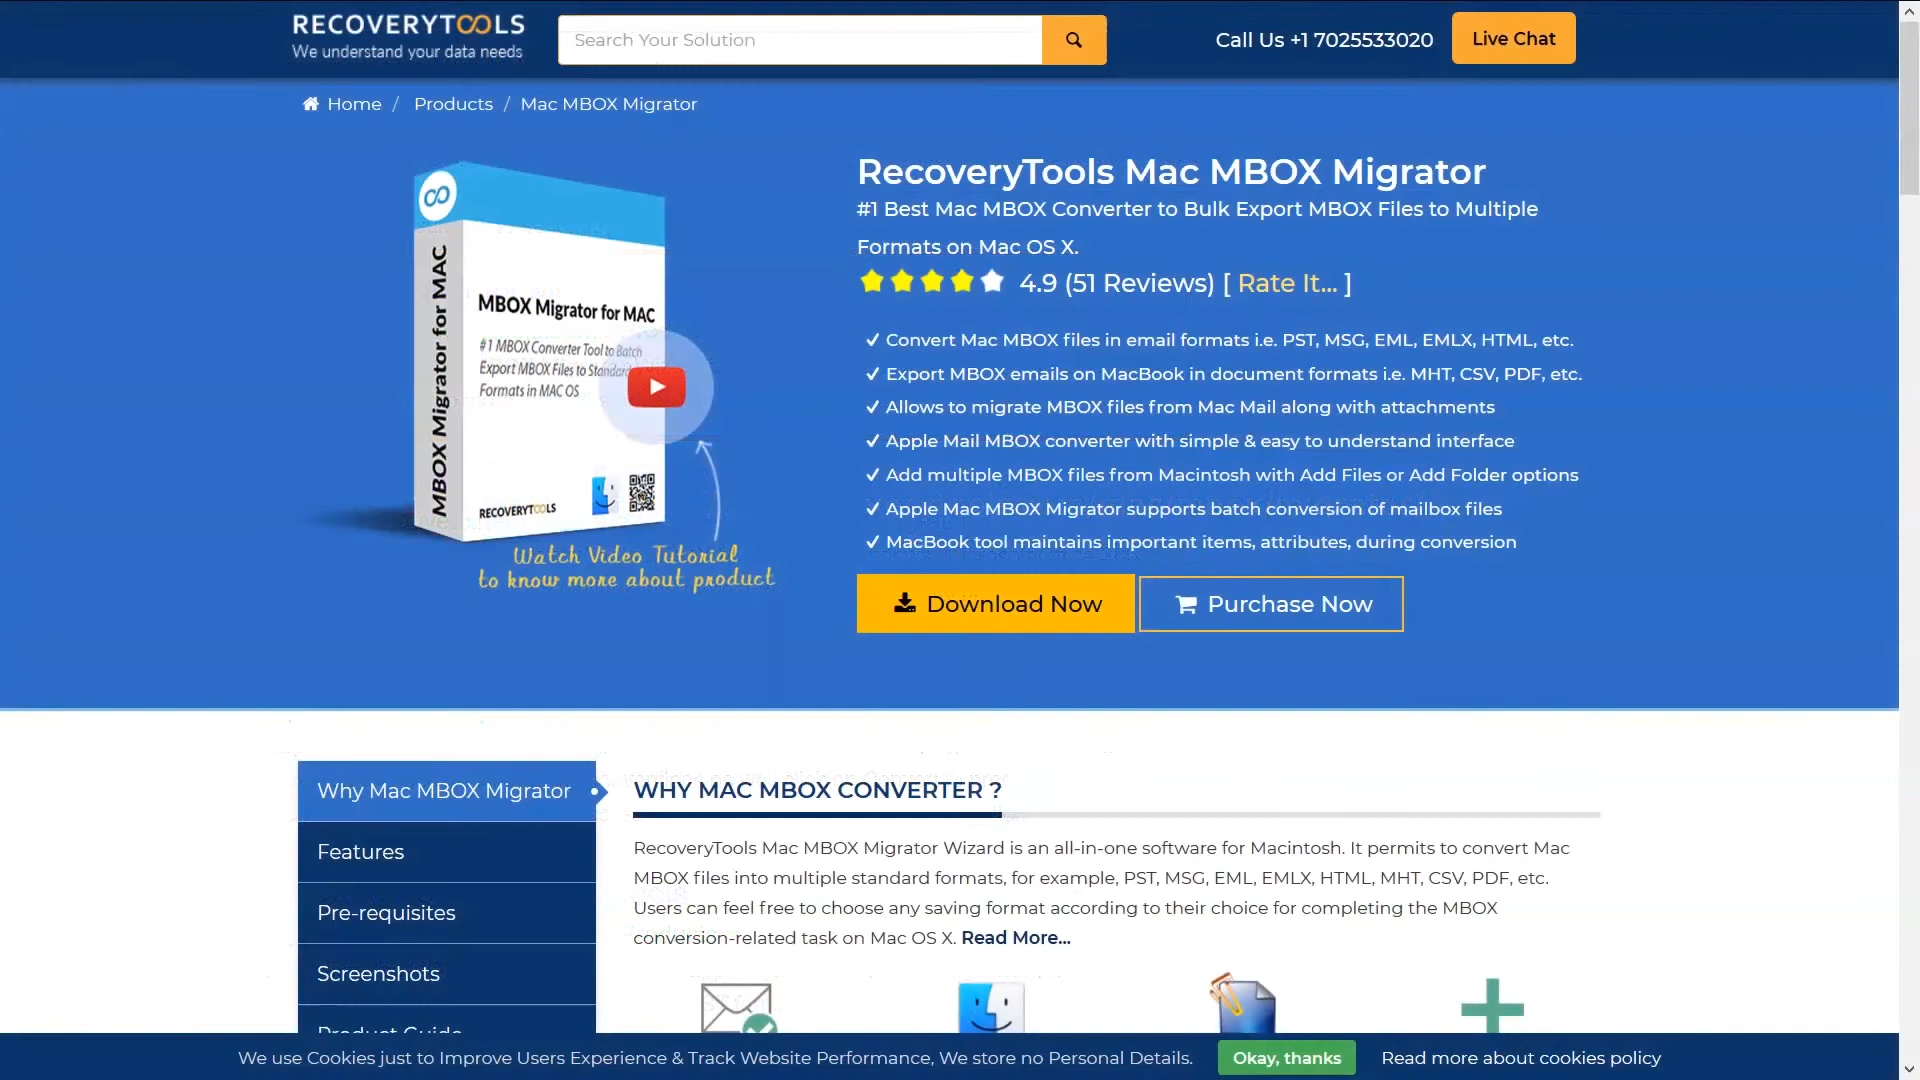 RECOVERYTOOLS
We understand your data needs
Search Your Solution
Call Us +1 7025533020
Live Chat
Home / Products / Mac MBOX Migrator
MBOX Migrator for MAC
MBOX Migrator for MAC
#1 MBOX Converter Tool to Batch
Export MBOX Files to Standard
Formats in MAC OS
RECOVERYTOOLS
Watch Video Tutorial
to know more about product
RecoveryTools Mac MBOX Migrator
#1 Best Mac MBOX Converter to Bulk Export MBOX Files to Multiple
Formats on Mac OS X.
4.9 (51 Reviews) [ Rate It... ]
✓ Convert Mac MBOX files in email formats i.e. PST, MSG, EML, EMLX, HTML, etc.
✓ Export MBOX emails on MacBook in document formats i.e. MHT, CSV, PDF, etc.
✓ Allows to migrate MBOX files from Mac Mail along with attachments
✓ Apple Mail MBOX converter with simple & easy to understand interface
✓ Add multiple MBOX files from Macintosh with Add Files or Add Folder options
✓ Apple Mac MBOX Migrator supports batch conversion of mailbox files
✓ MacBook tool maintains important items, attributes, during conversion
Download Now
Purchase Now
Why Mac MBOX Migrator
Features
Pre-requisites
Screenshots
Product Guide
WHY MAC MBOX CONVERTER ?
RecoveryTools Mac MBOX Migrator Wizard is an all-in-one software for Macintosh. It permits to convert Mac
MBOX files into multiple standard formats, for example, PST, MSG, EML, EMLX, HTML, MHT, CSV, PDF, etc.
Users can feel free to choose any saving format according to their choice for completing the MBOX
conversion-related task on Mac OS X. Read More...
We use Cookies just to Improve Users Experience & Track Website Performance, We store no Personal Details.
Okay, thanks
Read more about cookies policy